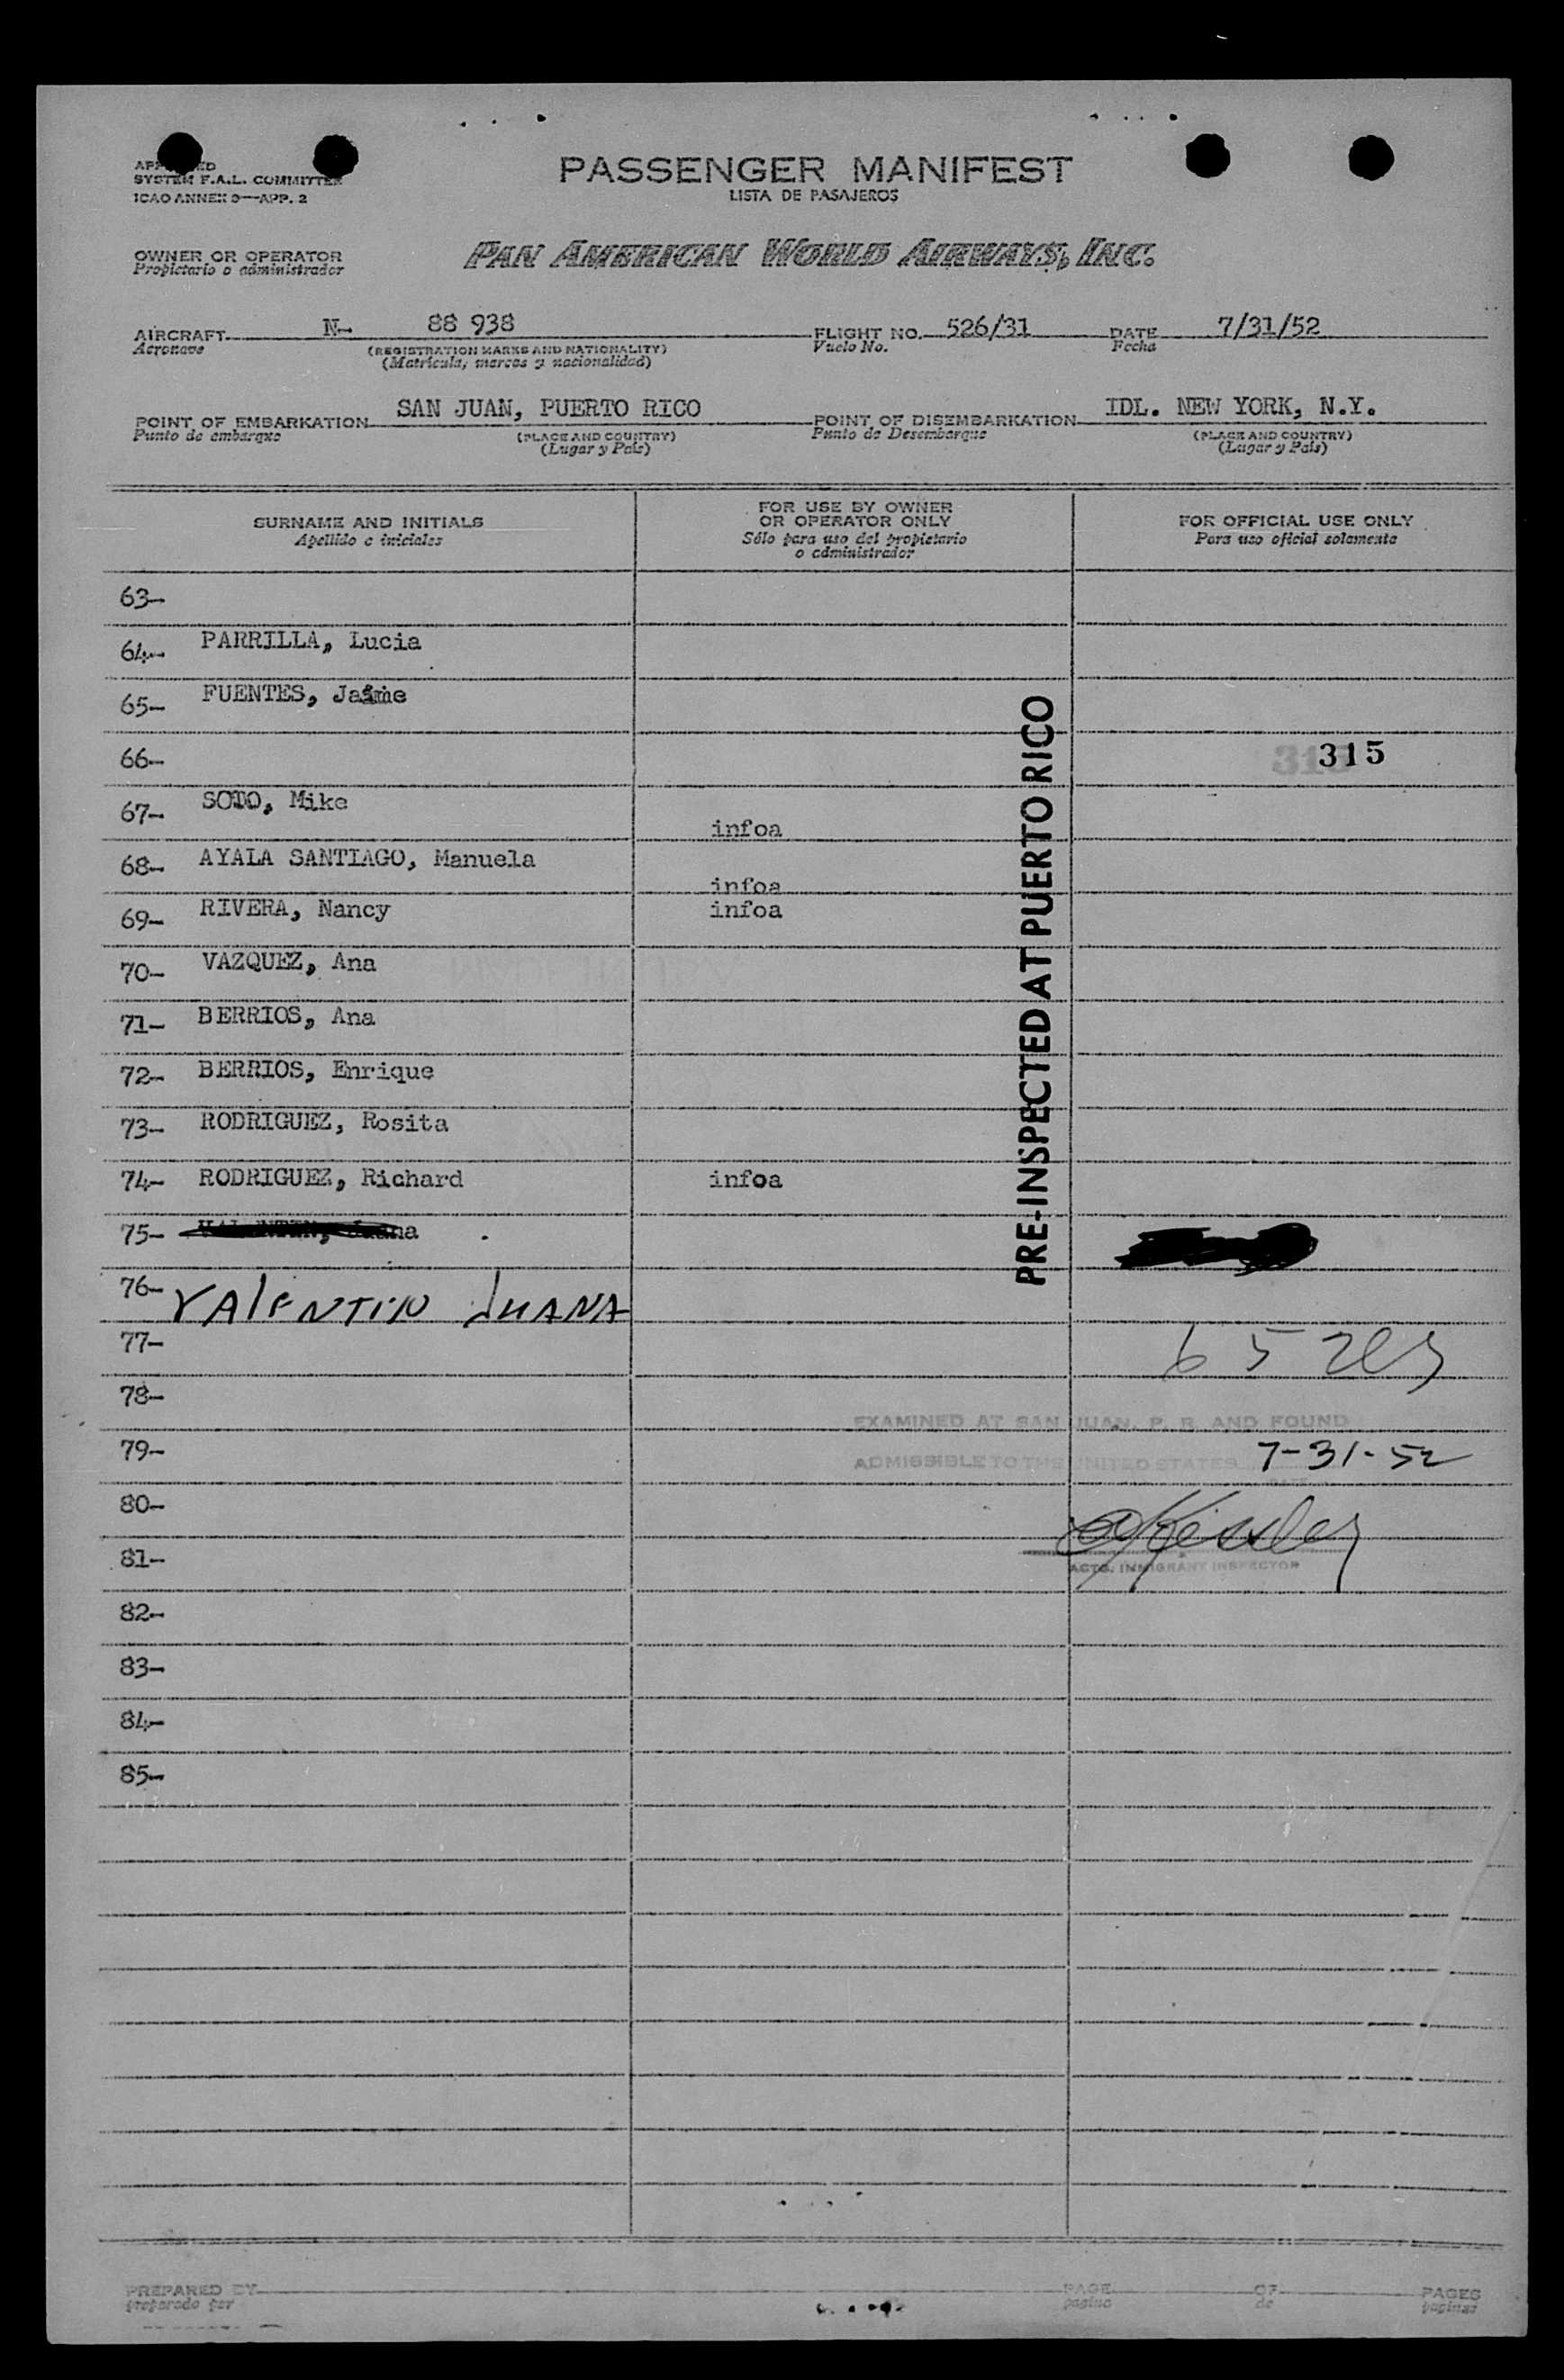 SYSTEM F.A.L. COMMITTEE
ICAO ANNEX 9—APP. 2
PASSENGER MANIFEST
LISTA DE PASAJEROS
OWNER OR OPERATOR
Propietario o administrador
PAN AMERICAN WORLD AIRWAYS, INC.
AIRCRAFT N- 88 938 FLIGHT NO. 526/31 DATE 7/31/52
Aeronave (REGISTRATION MARKS AND NATIONALITY) Vuelo No. Fecha
(Matricula, marcas y nacionalidad)
POINT OF EMBARKATION SAN JUAN, PUERTO RICO POINT OF DISEMBARKATION IDL. NEW YORK, N.Y.
Punto de embarque (PLACE AND COUNTRY) Punto de Desembarque (PLACE AND COUNTRY)
(Lugar y País) (Lugar y País)
SURNAME AND INITIALS
Apellido e iniciales
FOR USE BY OWNER
OR OPERATOR ONLY
Sólo para uso del propietario
o administrador
FOR OFFICIAL USE ONLY
Para uso oficial solamente
63-
64- PARRILLA, Lucia
65- FUENTES, Jaime
66- 315
67- SOTO, Mike infoa
68- AYALA SANTIAGO, Manuela infoa
69- RIVERA, Nancy infoa
70- VAZQUEZ, Ana
71- BERRIOS, Ana
72- BERRIOS, Enrique
73- RODRIGUEZ, Rosita
74- RODRIGUEZ, Richard infoa
75- VALENTIN, Juana
76- VALENTIN JUANA
77- 65
78-
PRE-INSPECTED AT PUERTO RICO
EXAMINED AT SAN JUAN, P. R. AND FOUND
79- ADMISSIBLE TO THE UNITED STATES 7-31-52
DATE
80-
81- ACTG. IMMIGRANT INSPECTOR
82-
83-
84-
85-
PREPARED BY PAGE OF PAGES
preparado por pagina de paginas